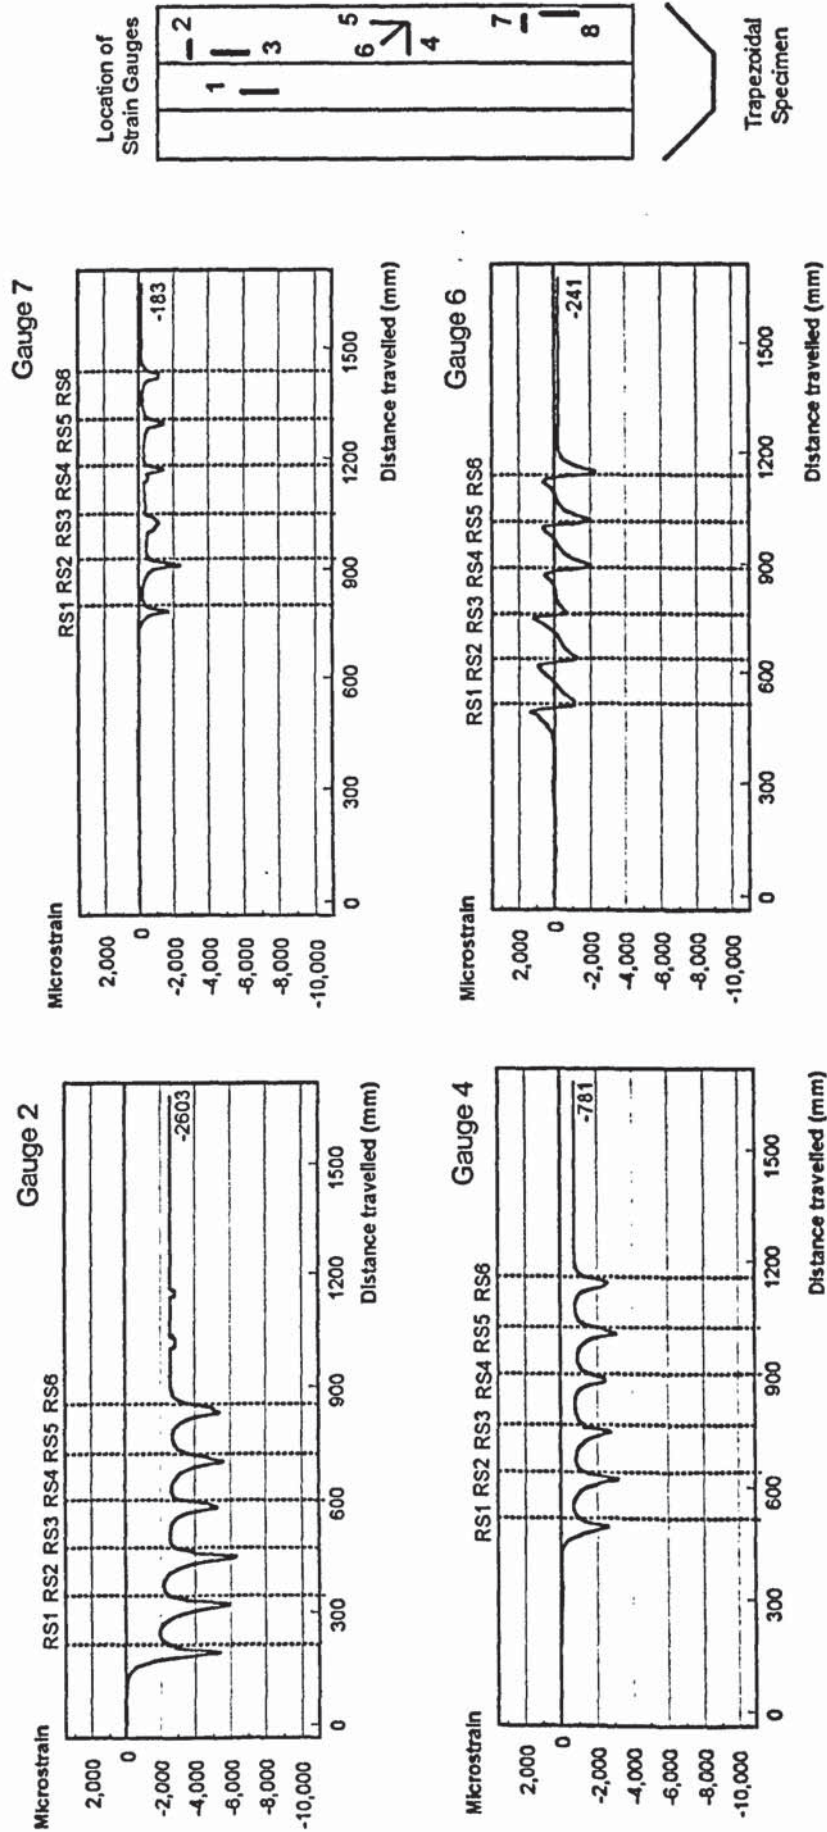 Gauge 2
Microstrain
2,000
0
-2,000
-4,000
-6,000
-8,000
-10,000
RS1 RS2 RS3 RS4 RS5 RS6
-2603
0 300 600 900 1200 1500
Distance travelled (mm)
Gauge 7
Microstrain
2,000
0
-2,000
-4,000
-6,000
-8,000
-10,000
RS1 RS2 RS3 RS4 RS5 RS6
-183
0 300 600 900 1200 1500
Distance travelled (mm)
Location of
Strain Gauges
1 2
3
6 5
4
7
8
Trapezoidal
Specimen
Gauge 4
Microstrain
2,000
0
-2,000
-4,000
-6,000
-8,000
-10,000
RS1 RS2 RS3 RS4 RS5 RS6
-781
0 300 600 900 1200 1500
Distance travelled (mm)
Gauge 6
Microstrain
2,000
0
-2,000
-4,000
-6,000
-8,000
-10,000
RS1 RS2 RS3 RS4 RS5 RS6
-241
0 300 600 900 1200 1500
Distance travelled (mm)